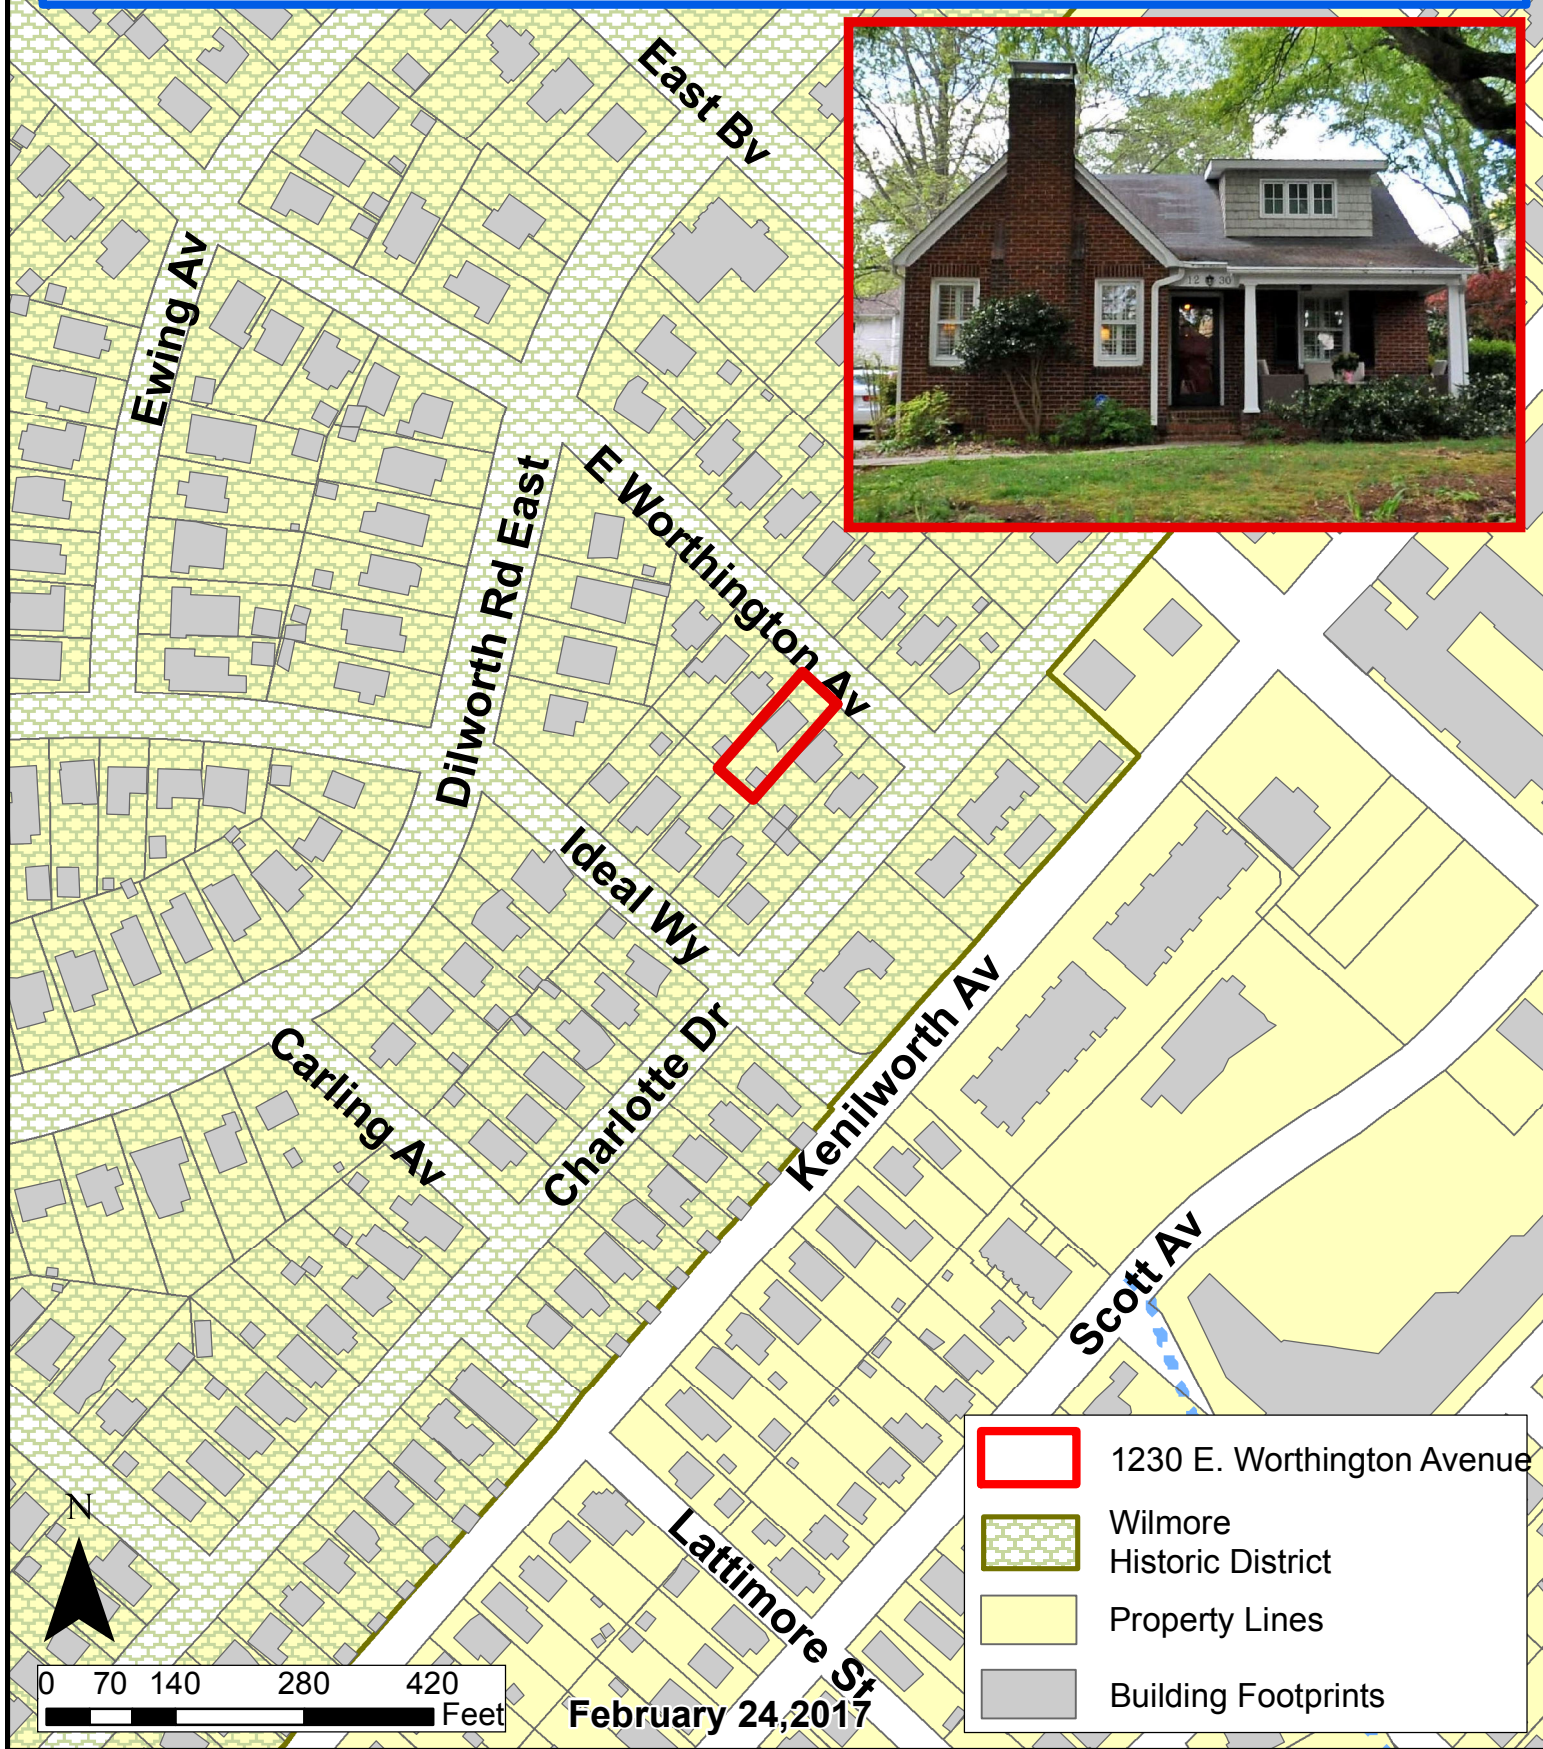 East Bv
12 30
Ewing Av
E Worthington Av
Dilworth Rd East
Ideal Wy
Kenilworth Av
Charlotte Dr
Carling Av
Scott Av
Lattimore St
1230 E. Worthington Avenue
Wilmore
Historic District
Property Lines
Building Footprints
N
0 70 140 280 420
Feet
February 24,2017